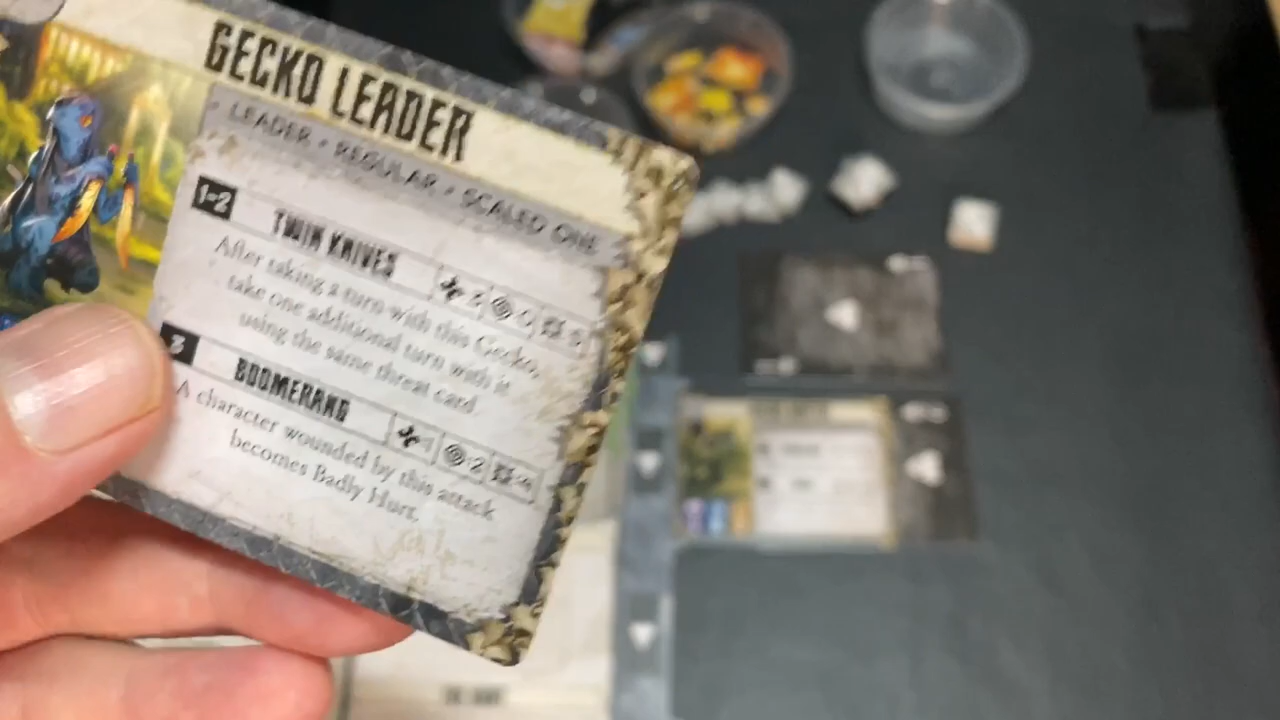 GECKO LEADER
LEADER • REGULAR • SCALED ONE
1-2 TWIN KNIVES
After taking a turn with this Gecko,
take one additional turn with it
using the same threat card.
3 BOOMERANG
2
A character wounded by this attack
becomes Badly Hurt.